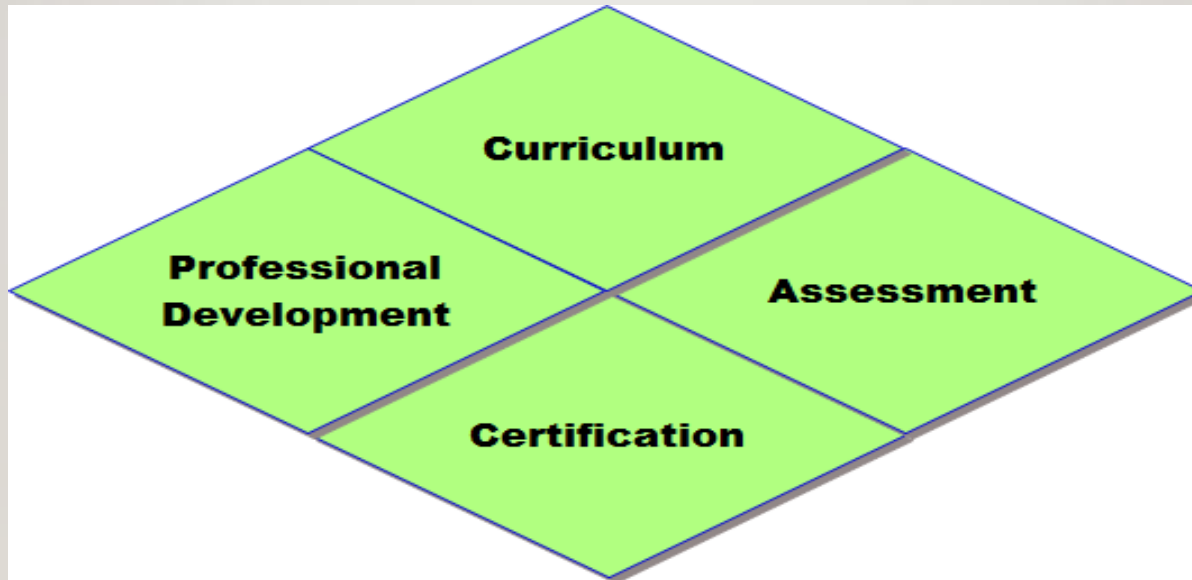 Curriculum
Professional
Development
Assessment
Certification